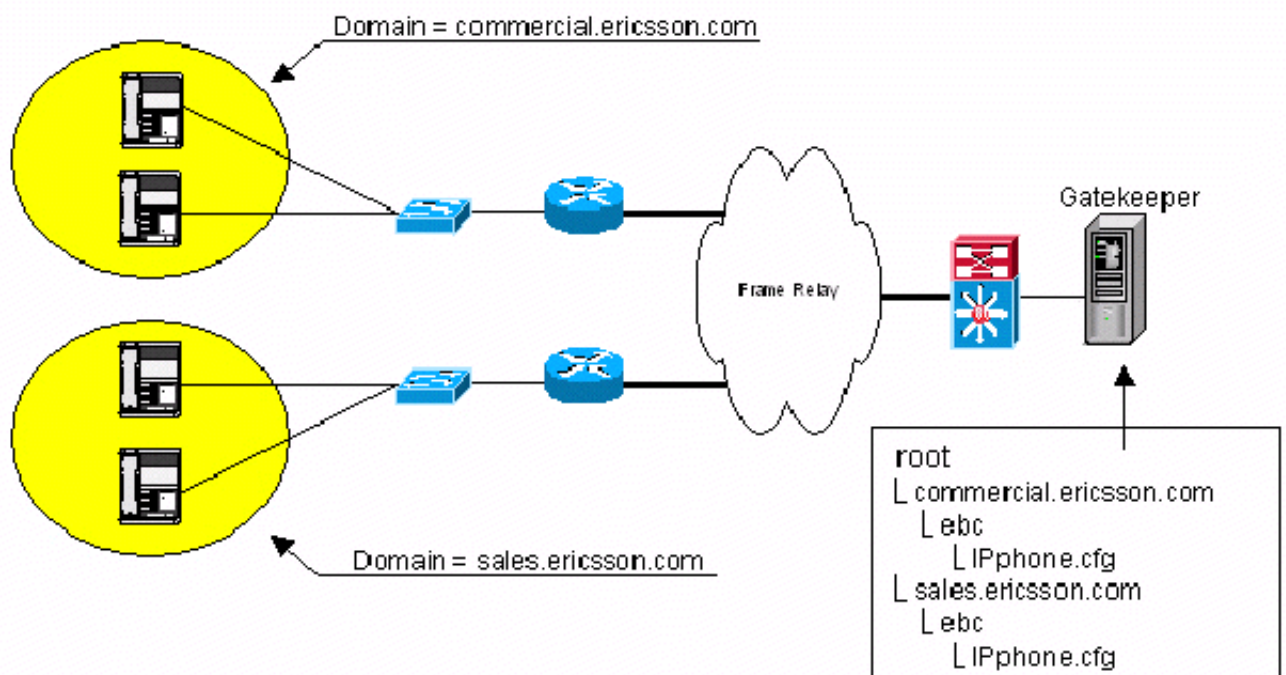 Domain = commercial.ericsson.com
Gatekeeper
Frame Relay
Domain = sales.ericsson.com
root
commercial.ericsson.com
ebc
IPphone.cfg
sales.ericsson.com
ebc
IPphone.cfg